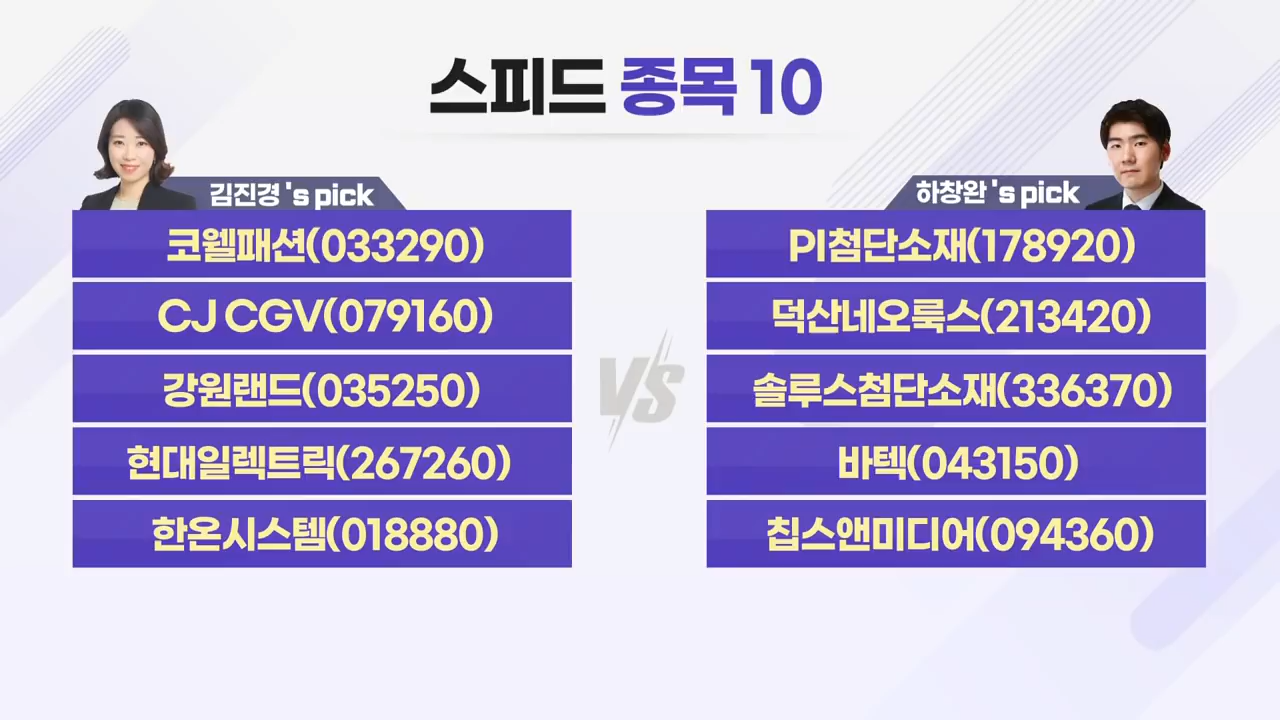 스피드 종목 10
김진경 's pick
코웰패션(033290)
CJ CGV(079160)
강원랜드(035250)
현대일렉트릭(267260)
한온시스템(018880)
VS
하창완 's pick
PI첨단소재(178920)
덕산네오룩스(213420)
솔루스첨단소재(336370)
바텍(043150)
칩스앤미디어(094360)